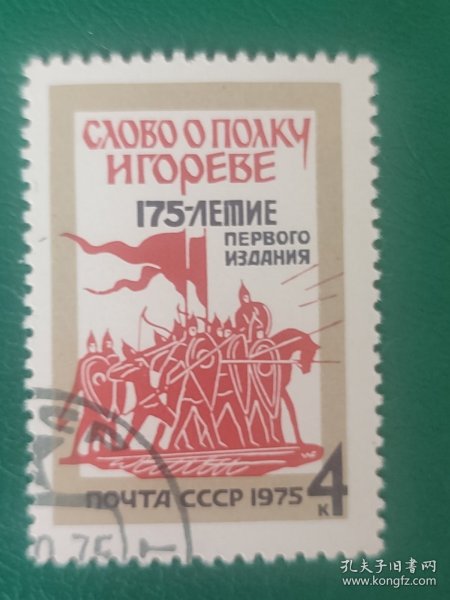 СЛОВО О ПОЛКУ
ИГОРЕВЕ
175-ЛЕТИЕ
ПЕРВОГО
ИЗДАНИЯ
ПОЧТА СССР 1975
4
К
孔夫子旧书网
www.kongfz.com